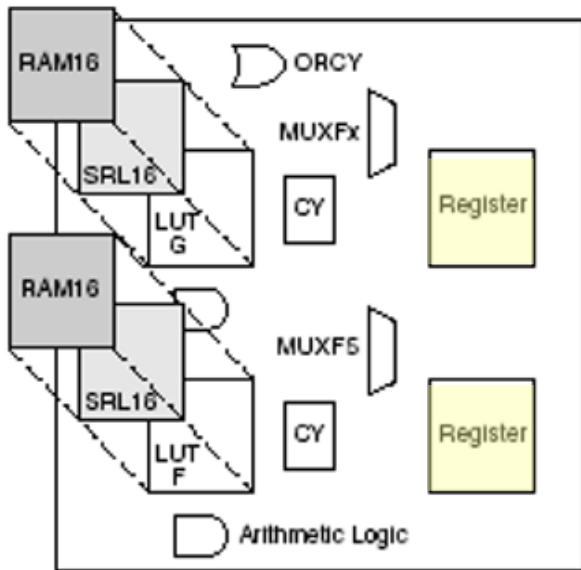 RAM16
ORCY
MUXFx
SRL16
LUT
G
CY
Register
RAM16
MUXF5
SRL16
LUT
F
CY
Register
Arithmetic Logic